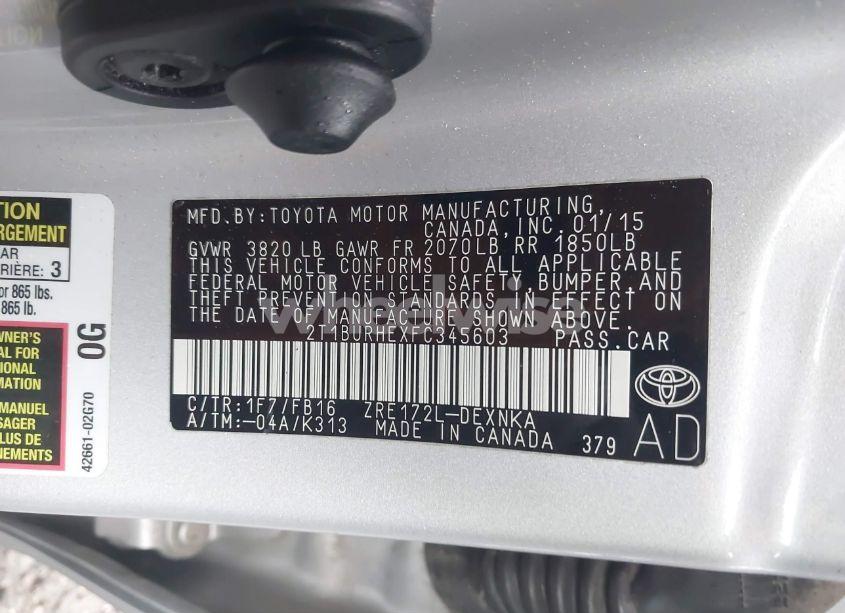 MFD. BY: TOYOTA MOTOR MANUFACTURING,
CANADA, INC. 01/15
GVWR 3820 LB GAWR FR 2070LB RR 1850LB
THIS VEHICLE CONFORMS TO ALL APPLICABLE
FEDERAL MOTOR VEHICLE SAFETY, BUMPER, AND
THEFT PREVENTION STANDARDS IN EFFECT ON
THE DATE OF MANUFACTURE SHOWN ABOVE.
2T1BURHEXFC345603 PASS.CAR
C/TR: 1F7/FB16 ZRE172L-DEXNKA
A/TM: -04A/K313 MADE IN CANADA 379
AD
TION
RGEMENT
AR
RIÈRE: 3
or 865 lbs.
865 lb.
OWNER'S
AL FOR
TIONAL
RMATION
MANUEL
SAGER
LUS DE
0G
42661-02G70
wheelvisa